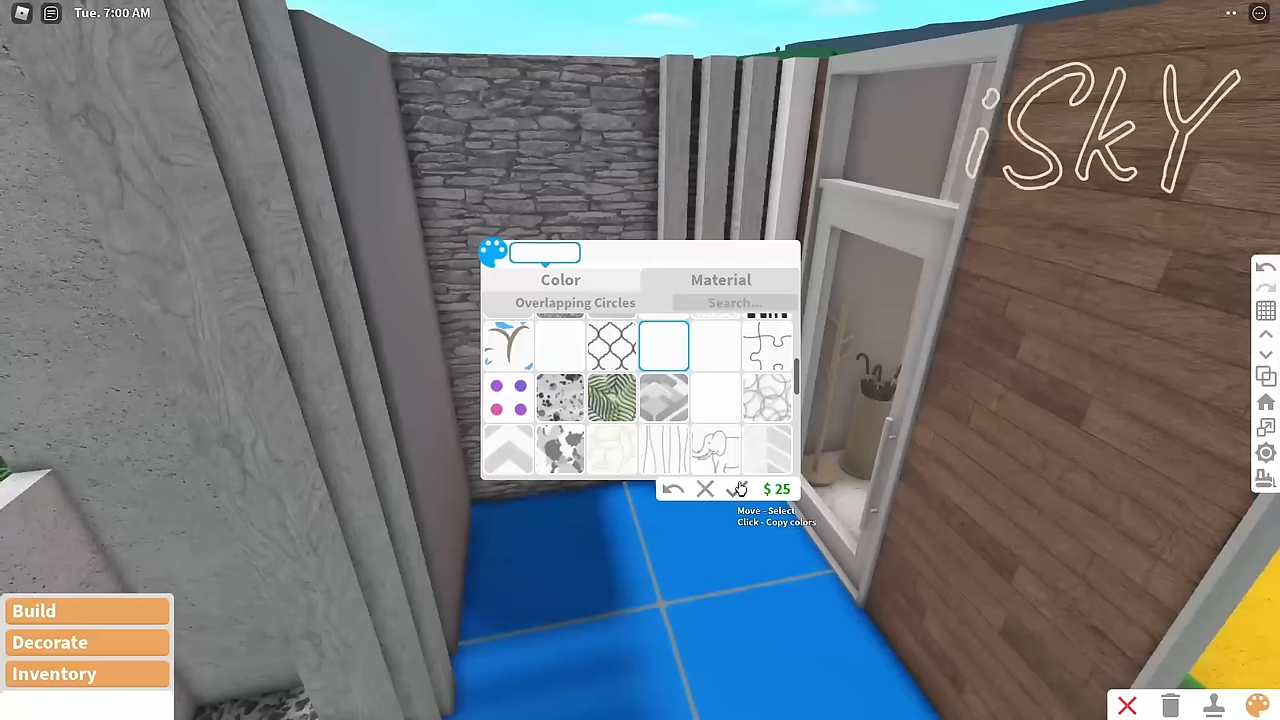 Tue. 7:00 AM
iSkY
Color
Material
Overlapping Circles
Search...
$ 25
Move - Select
Click - Copy colors
Build
Decorate
Inventory